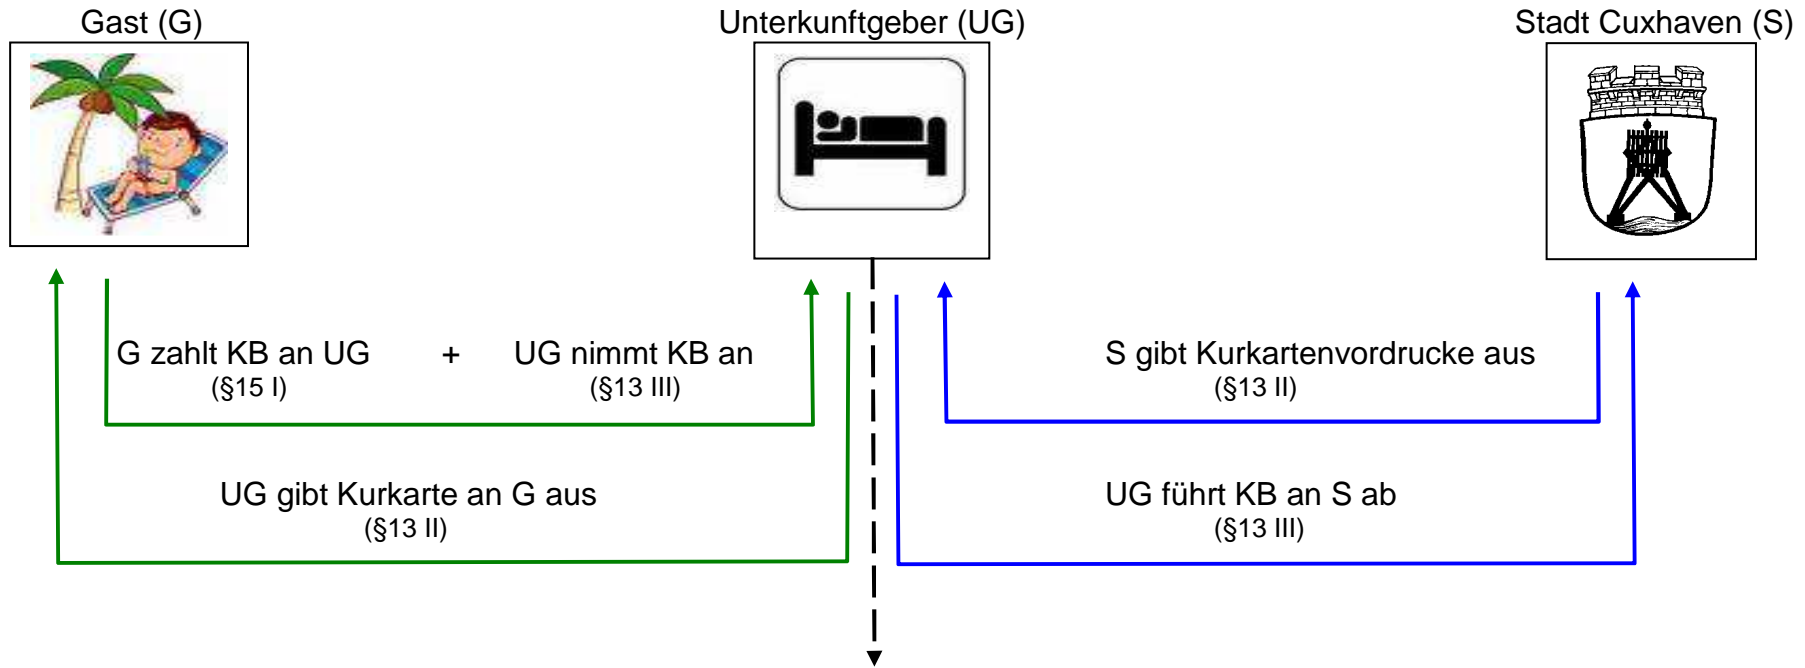 Gast (G)
Unterkunftgeber (UG)
Stadt Cuxhaven (S)
G zahlt KB an UG + UG nimmt KB an
(§15 I) (§13 III)
S gibt Kurkartenvordrucke aus
(§13 II)
UG gibt Kurkarte an G aus
(§13 II)
UG führt KB an S ab
(§13 III)